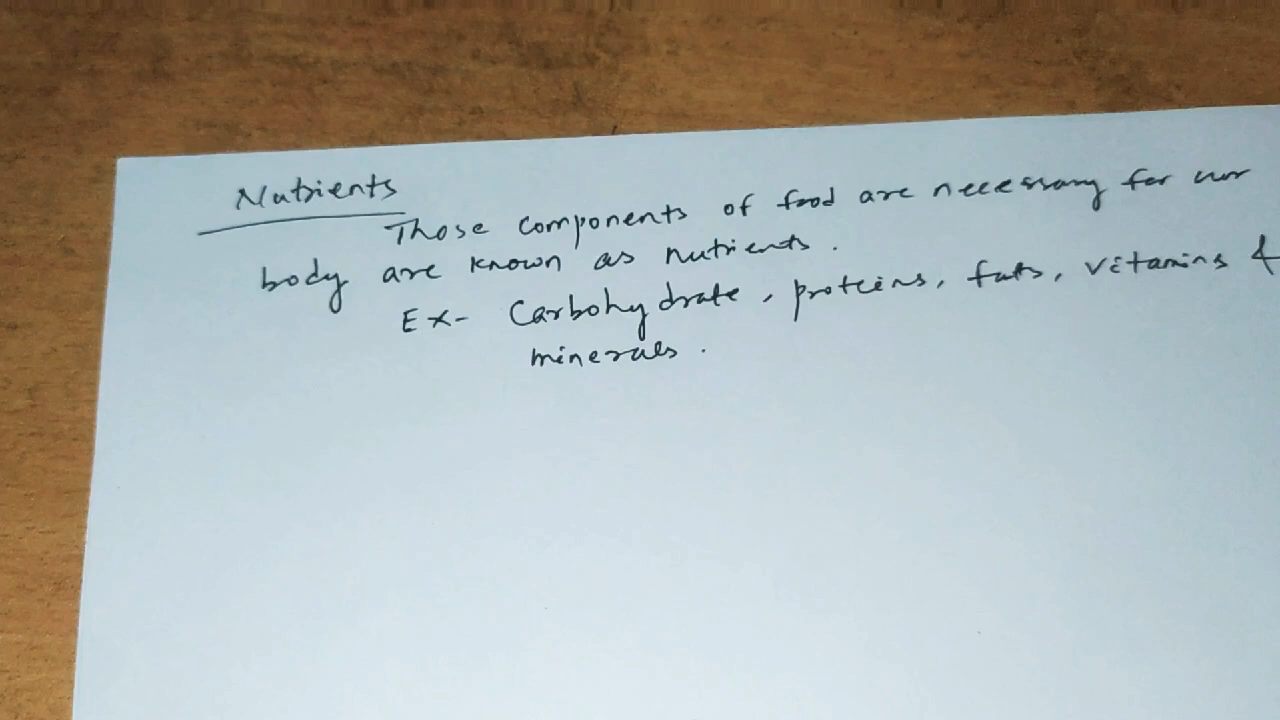 Nutrients
Those components of food are necessary for our
body are known as nutrients.
Ex- Carbohydrate, proteins, fats, vitamins &
minerals.